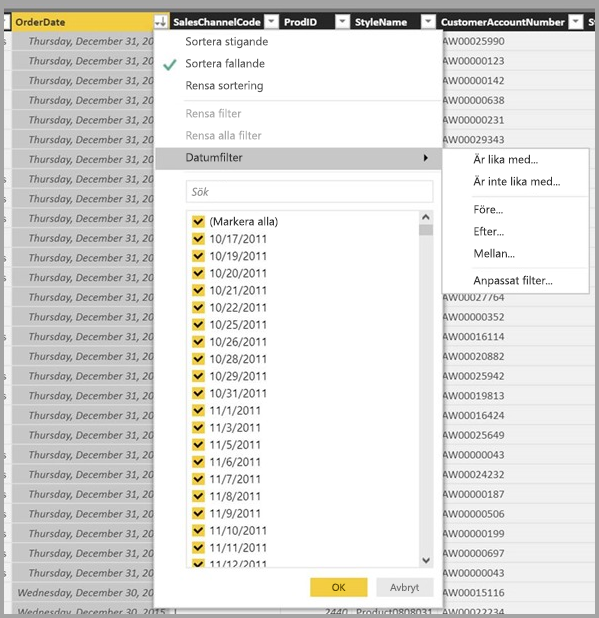 OrderDate SalesChannelCode ProdID StyleName CustomerAccountNumber
Thursday, December 31, 20 AW00025990
Sortera stigande
Thursday, December 31, 20 AW00000123
Sortera fallande
Thursday, December 31, 20 AW00000142
Rensa sortering
Thursday, December 31, 20 AW00000638
Rensa filter
Thursday, December 31, 20 AW00000231
Rensa alla filter
Thursday, December 31, 20 AW00029343
Datumfilter
Thursday, December 31, 20
Är lika med...
Thursday, December 31, 20
Är inte lika med...
Thursday, December 31, 20
Sök
Före...
Thursday, December 31, 20
(Markera alla)
Efter...
Thursday, December 31, 20
10/17/2011
Mellan...
Thursday, December 31, 20
10/19/2011
10/20/2011
Anpassat filter...
Thursday, December 31, 20
10/21/2011
Thursday, December 31, 20 AW00027764
10/22/2011
Thursday, December 31, 20 AW00000352
10/25/2011
Thursday, December 31, 20 AW00016114
10/26/2011
Thursday, December 31, 20 AW00020882
10/28/2011
Thursday, December 31, 20 AW00025942
10/29/2011
Thursday, December 31, 20 AW00019813
10/31/2011
11/1/2011
Thursday, December 31, 20 AW00016424
11/3/2011
Thursday, December 31, 20 AW00025649
11/5/2011
Thursday, December 31, 20 AW00000043
11/6/2011
Thursday, December 31, 20 AW00024232
11/7/2011
Thursday, December 31, 20 AW00000187
11/8/2011
Thursday, December 31, 20 AW00000506
11/9/2011
Thursday, December 31, 20 AW00000199
11/10/2011
Thursday, December 31, 20 AW00000697
11/11/2011
Thursday, December 31, 20 AW00000043
11/12/2011
Wednesday, December 30, 20 AW00015116
OK Avbryt
Wednesday, December 30, 2015 2440 Product0808031 AW00022234